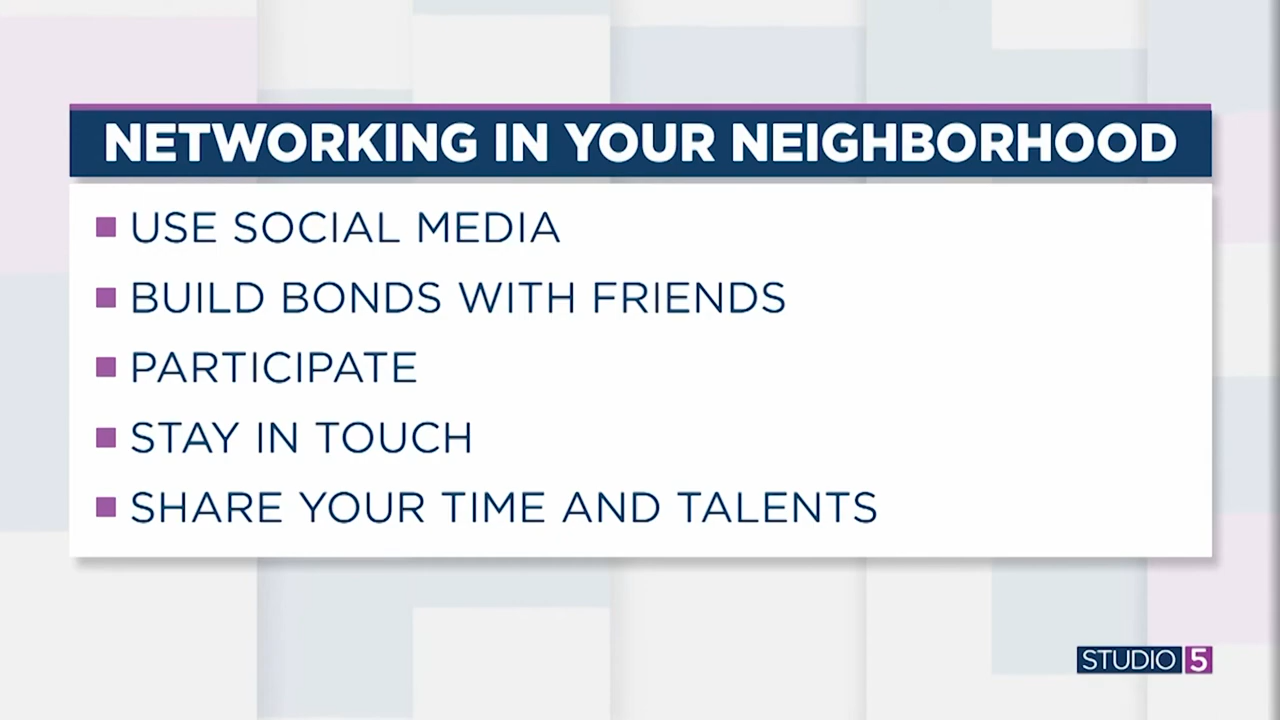 NETWORKING IN YOUR NEIGHBORHOOD
USE SOCIAL MEDIA
BUILD BONDS WITH FRIENDS
PARTICIPATE
STAY IN TOUCH
SHARE YOUR TIME AND TALENTS
STUDIO 5